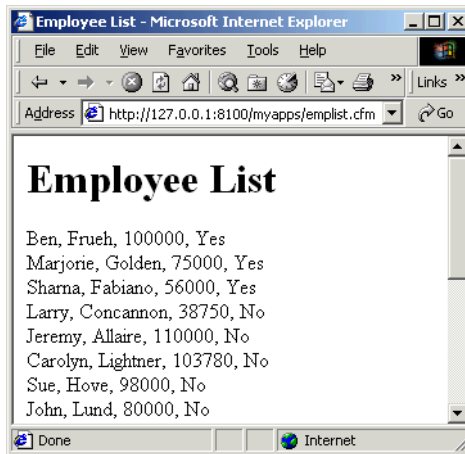 Employee List - Microsoft Internet Explorer
File Edit View Favorites Tools Help
Links »
Address http://127.0.0.1:8100/myapps/emplist.cfm Go
Employee List
Ben, Frueh, 100000, Yes
Marjorie, Golden, 75000, Yes
Sharna, Fabiano, 56000, Yes
Larry, Concannon, 38750, No
Jeremy, Allaire, 110000, No
Carolyn, Lightner, 103780, No
Sue, Hove, 98000, No
John, Lund, 80000, No
Done Internet